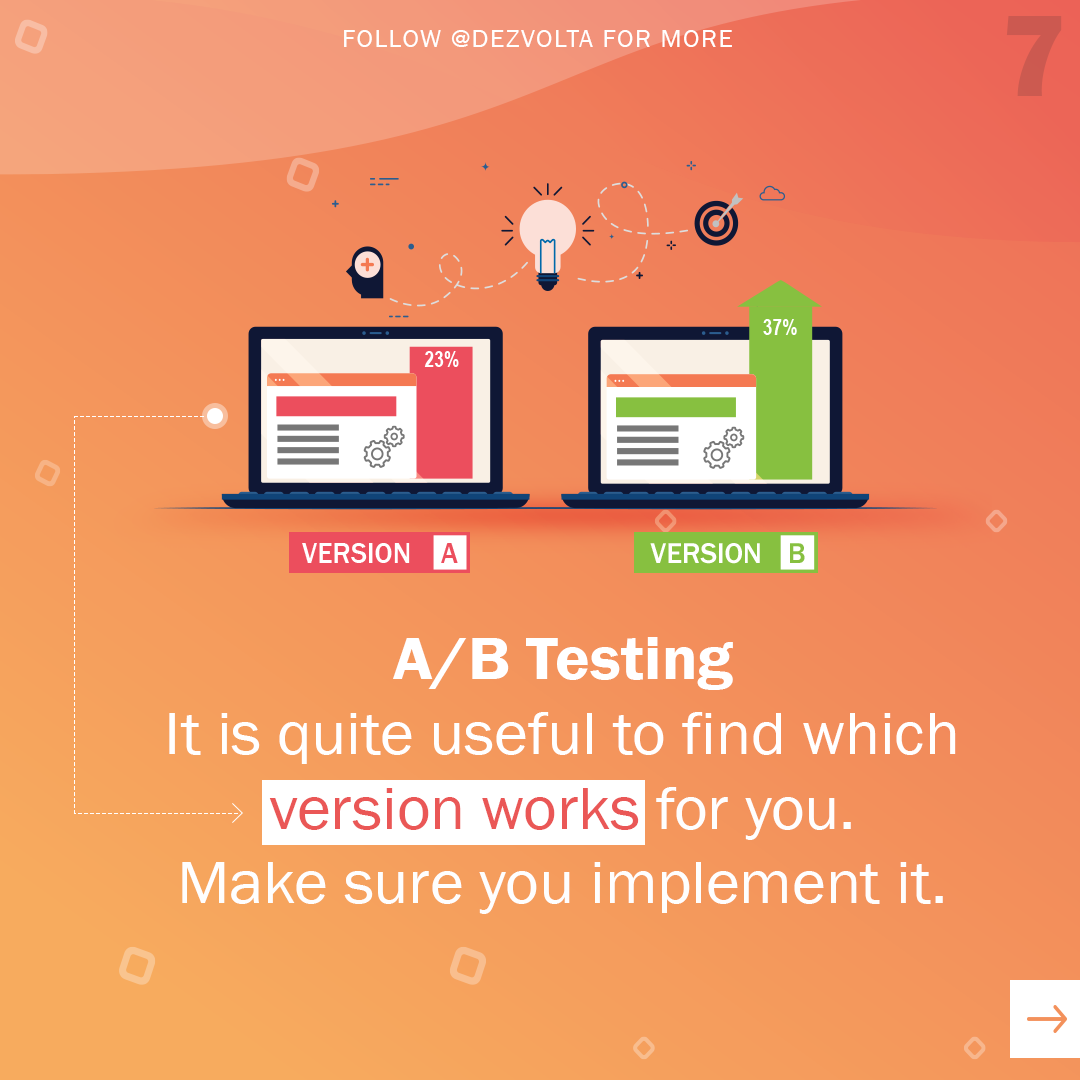 FOLLOW @DEZVOLTA FOR MORE
7
23%
37%
VERSION A
VERSION B
A/B Testing
It is quite useful to find which
version works for you.
Make sure you implement it.